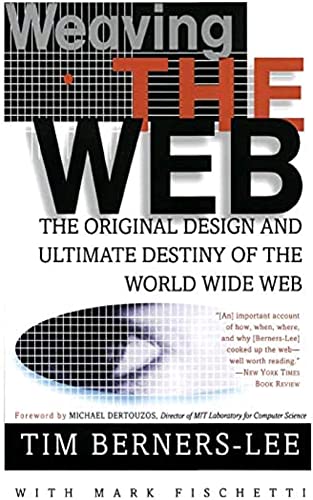 Weaving
THE
WEB
THE ORIGINAL DESIGN AND
ULTIMATE DESTINY OF THE
WORLD WIDE WEB
"[An] important account
of how, when, where,
and why [Berners-Lee]
cooked up the web—
well worth reading."
—NEW YORK TIMES
BOOK REVIEW
Foreword by MICHAEL DERTOUZOS, Director of MIT Laboratory for Computer Science
TIM BERNERS-LEE
WITH MARK FISCHETTI